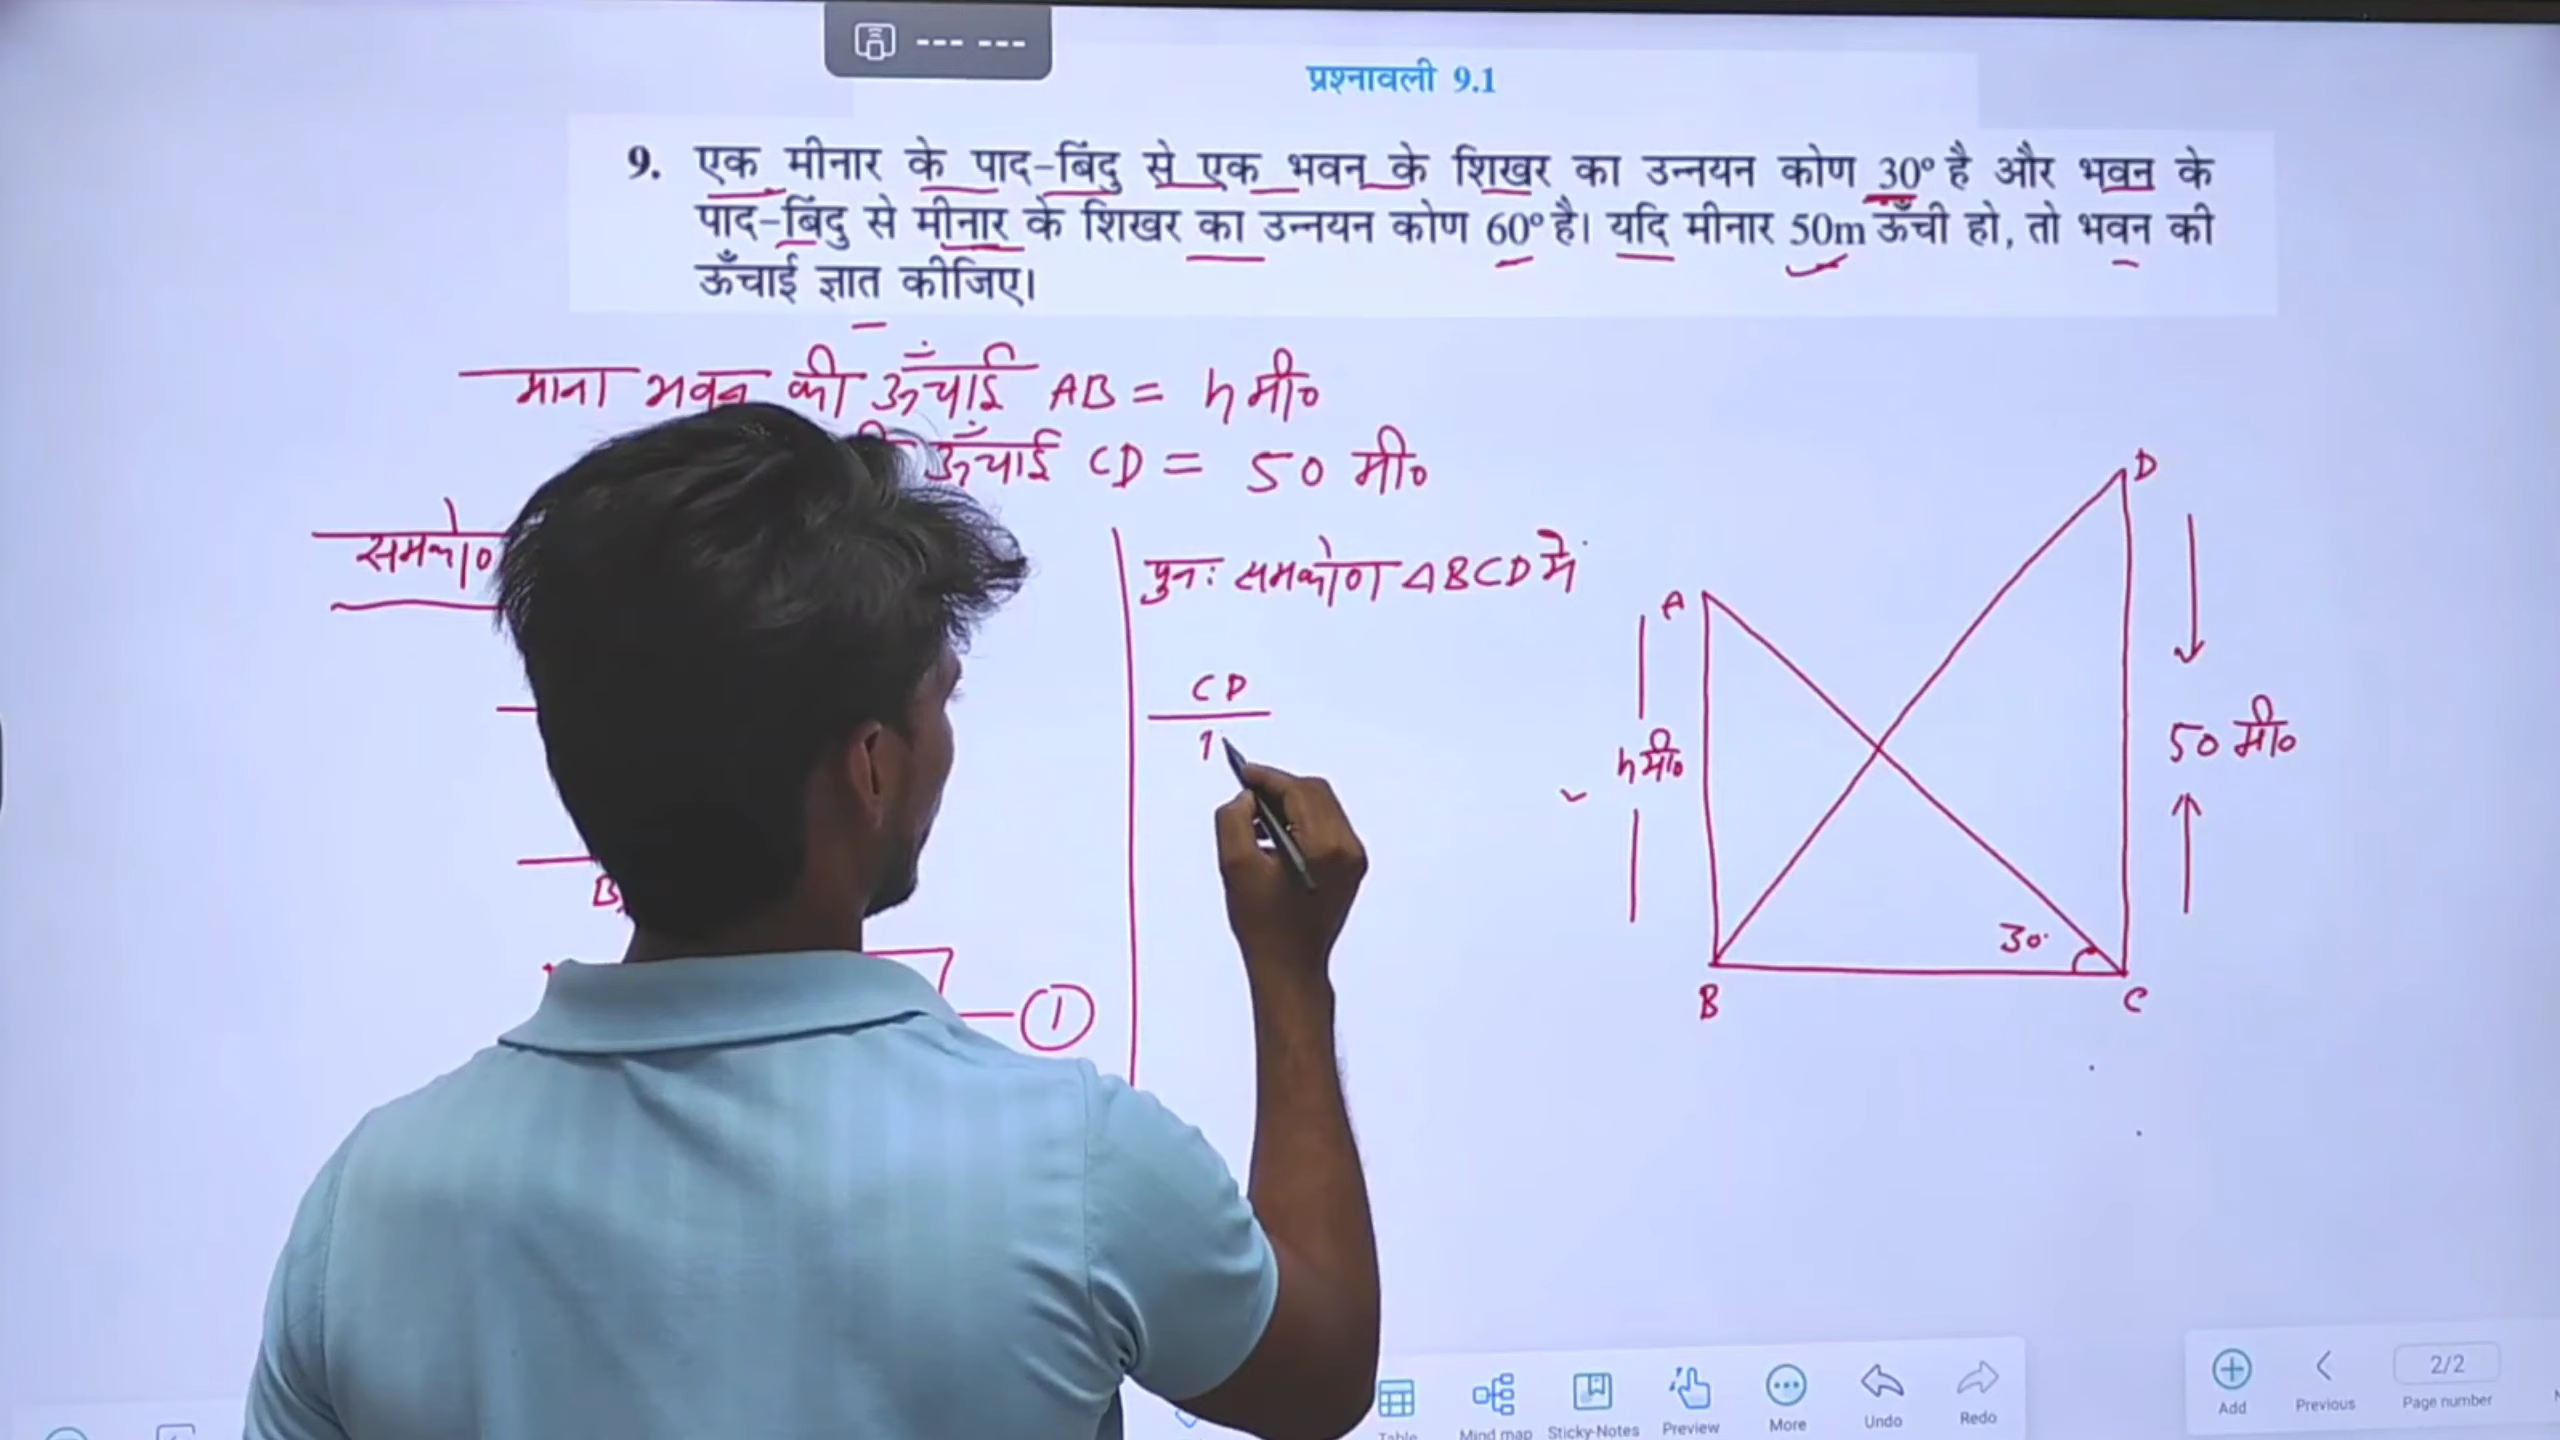 प्रश्नावली 9.1
9. एक मीनार के पाद-बिंदु से एक भवन के शिखर का उन्नयन कोण 30° है और भवन के
पाद-बिंदु से मीनार के शिखर का उन्नयन कोण 60° है। यदि मीनार 50m ऊँची हो, तो भवन की
ऊँचाई ज्ञात कीजिए।
माना भवन की ऊँचाई AB = h मी०
ऊँचाई CD = 50 मी०
समकोण
पुनः समकोण △BCD में
CD
B
1
A
D
h मी०
50 मी०
30°
B
C
Table
Mind map
Sticky-Notes
Preview
More
Undo
Redo
Add
Previous
2/2
Page number